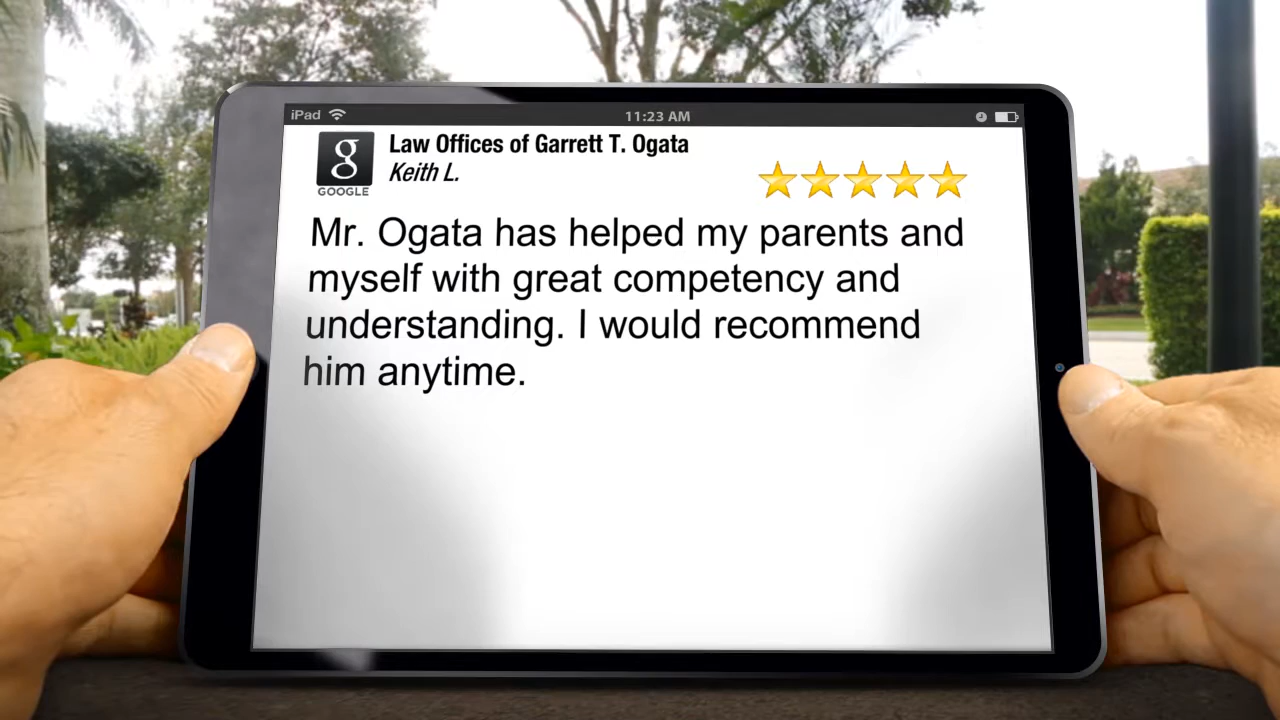 iPad
11:23 AM
g
GOOGLE
Law Offices of Garrett T. Ogata
Keith L.
Mr. Ogata has helped my parents and
myself with great competency and
understanding. I would recommend
him anytime.